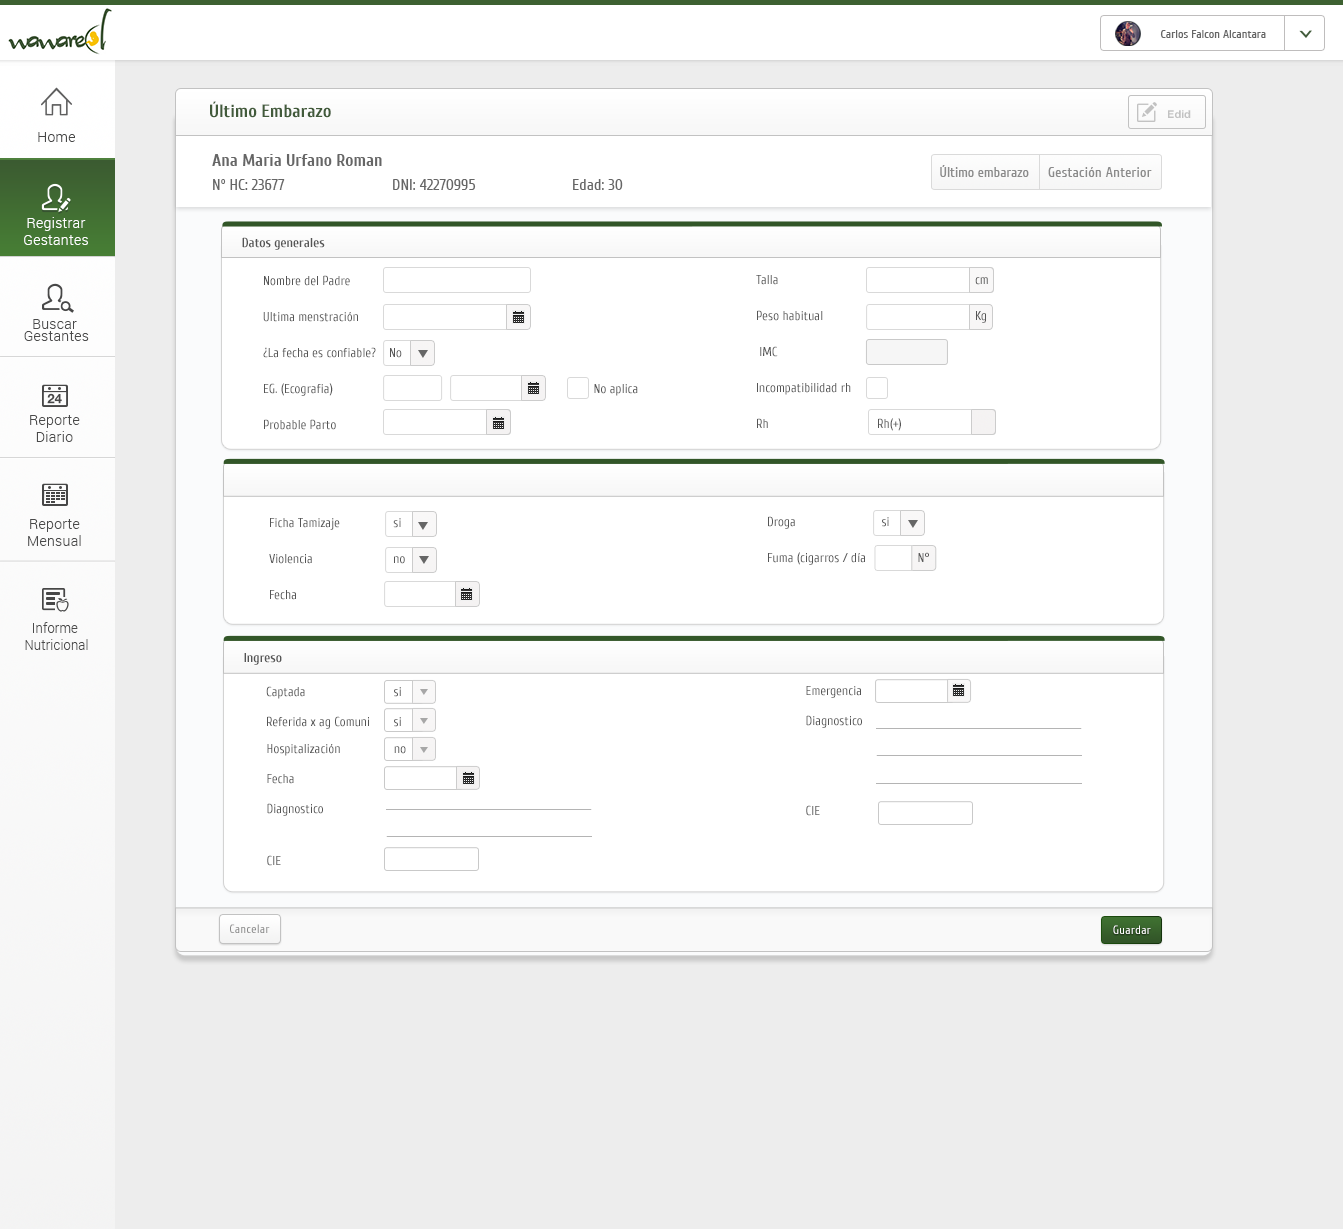 wawared
Carlos Falcon Alcantara
Home
Registrar
Gestantes
Buscar
Gestantes
24
Reporte
Diario
Reporte
Mensual
Informe
Nutricional
Último Embarazo
Edid
Ana Maria Urfano Roman
N° HC: 23677 DNI: 42270995 Edad: 30
Último embarazo Gestación Anterior
Datos generales
Nombre del Padre
Ultima menstración
¿La fecha es confiable? No
EG. (Ecografia) No aplica
Probable Parto
Talla cm
Peso habitual Kg
IMC
Incompatibilidad rh
Rh Rh(+)
Ficha Tamizaje si
Violencia no
Fecha
Droga si
Fuma (cigarros / día N°
Ingreso
Captada si
Referida x ag Comuni si
Hospitalización no
Fecha
Diagnostico
CIE
Emergencia
Diagnostico
CIE
Cancelar
Guardar